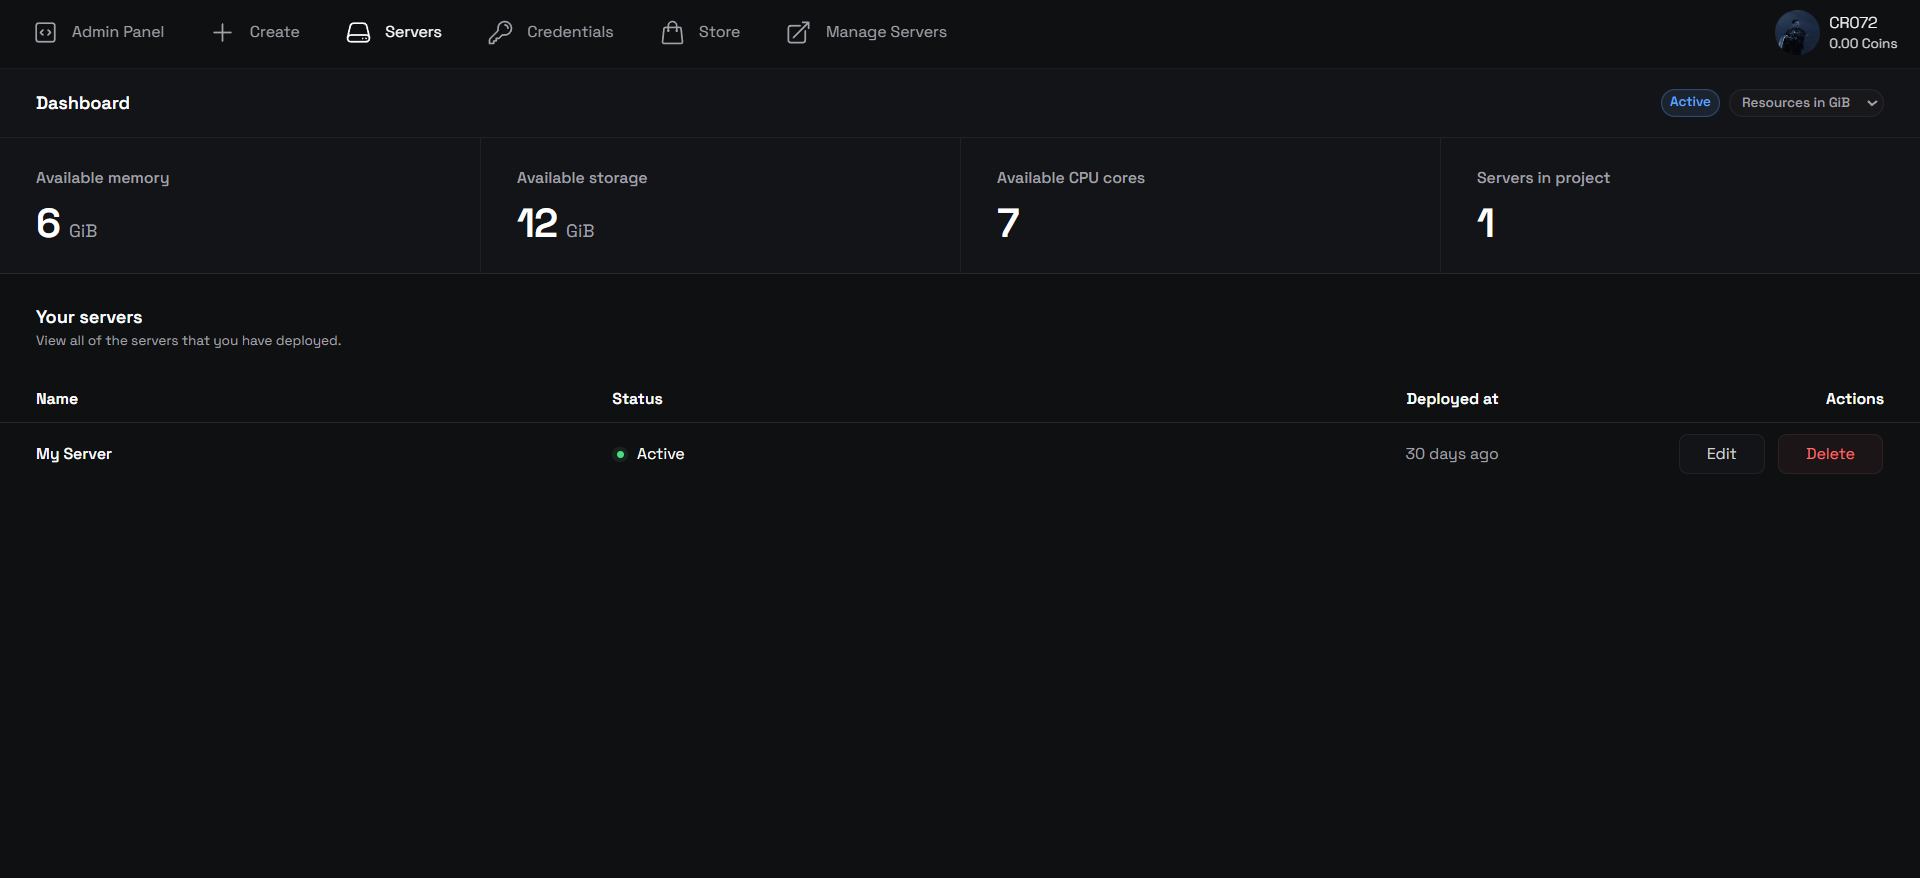 Admin Panel Create Servers Credentials Store Manage Servers CR072
0.00 Coins
Dashboard Active Resources in GiB
Available memory Available storage Available CPU cores Servers in project
6 GiB 12 GiB 7 1
Your servers
View all of the servers that you have deployed.
Name Status Deployed at Actions
My Server Active 30 days ago Edit Delete